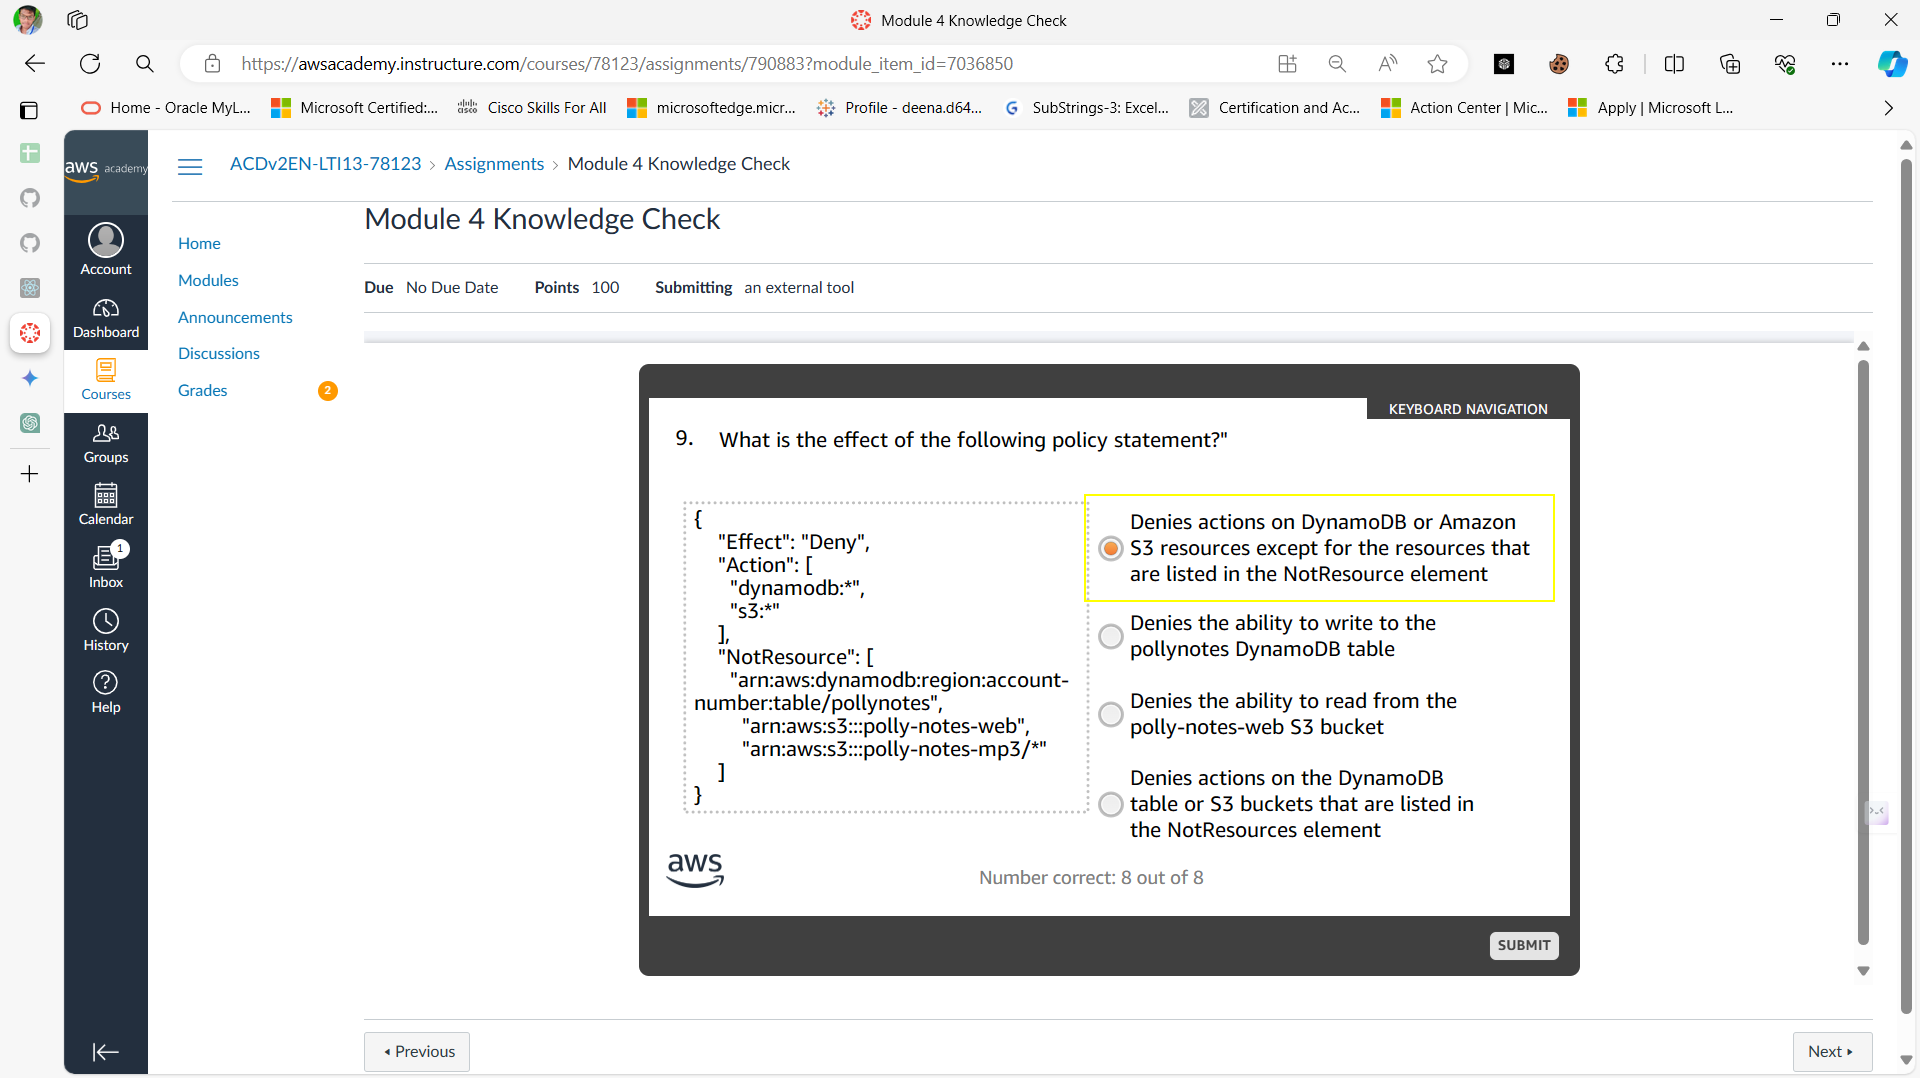 Module 4 Knowledge Check
https://awsacademy.instructure.com/courses/78123/assignments/790883?module_item_id=7036850
Home - Oracle MyL...
Microsoft Certified:...
Cisco Skills For All
microsoftedge.micr...
Profile - deena.d64...
SubStrings-3: Excel...
Certification and Ac...
Action Center | Mic...
Apply | Microsoft L...
aws academy
ACDv2EN-LTI13-78123 › Assignments › Module 4 Knowledge Check
Account
Dashboard
Courses
Groups
Calendar
1
Inbox
History
Help
Home
Modules
Announcements
Discussions
Grades 2
Module 4 Knowledge Check
Due No Due Date Points 100 Submitting an external tool
KEYBOARD NAVIGATION
9. What is the effect of the following policy statement?"
{
"Effect": "Deny",
"Action": [
"dynamodb:*",
"s3:*"
],
"NotResource": [
"arn:aws:dynamodb:region:account-
number:table/pollynotes",
"arn:aws:s3:::polly-notes-web",
"arn:aws:s3:::polly-notes-mp3/*"
]
}
Denies actions on DynamoDB or Amazon
S3 resources except for the resources that
are listed in the NotResource element
Denies the ability to write to the
pollynotes DynamoDB table
Denies the ability to read from the
polly-notes-web S3 bucket
Denies actions on the DynamoDB
table or S3 buckets that are listed in
the NotResources element
aws
Number correct: 8 out of 8
SUBMIT
Previous
Next